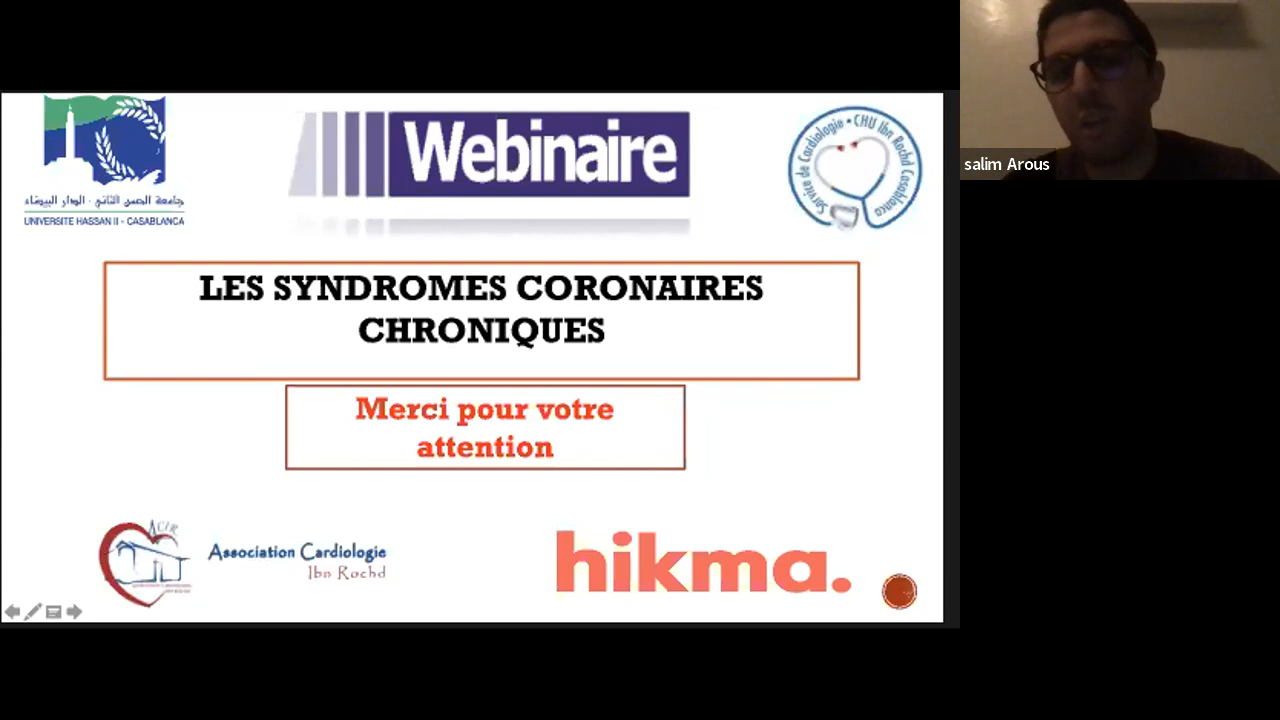 جامعة الحسن الثاني - الدار البيضاء
UNIVERSITE HASSAN II - CASABLANCA
Webinaire
Service de Cardiologie • CHU Ibn Rochd Casablanca
salim Arous
LES SYNDROMES CORONAIRES
CHRONIQUES
Merci pour votre
attention
ACIR
Association Cardiologie
Ibn Rochd
hikma.